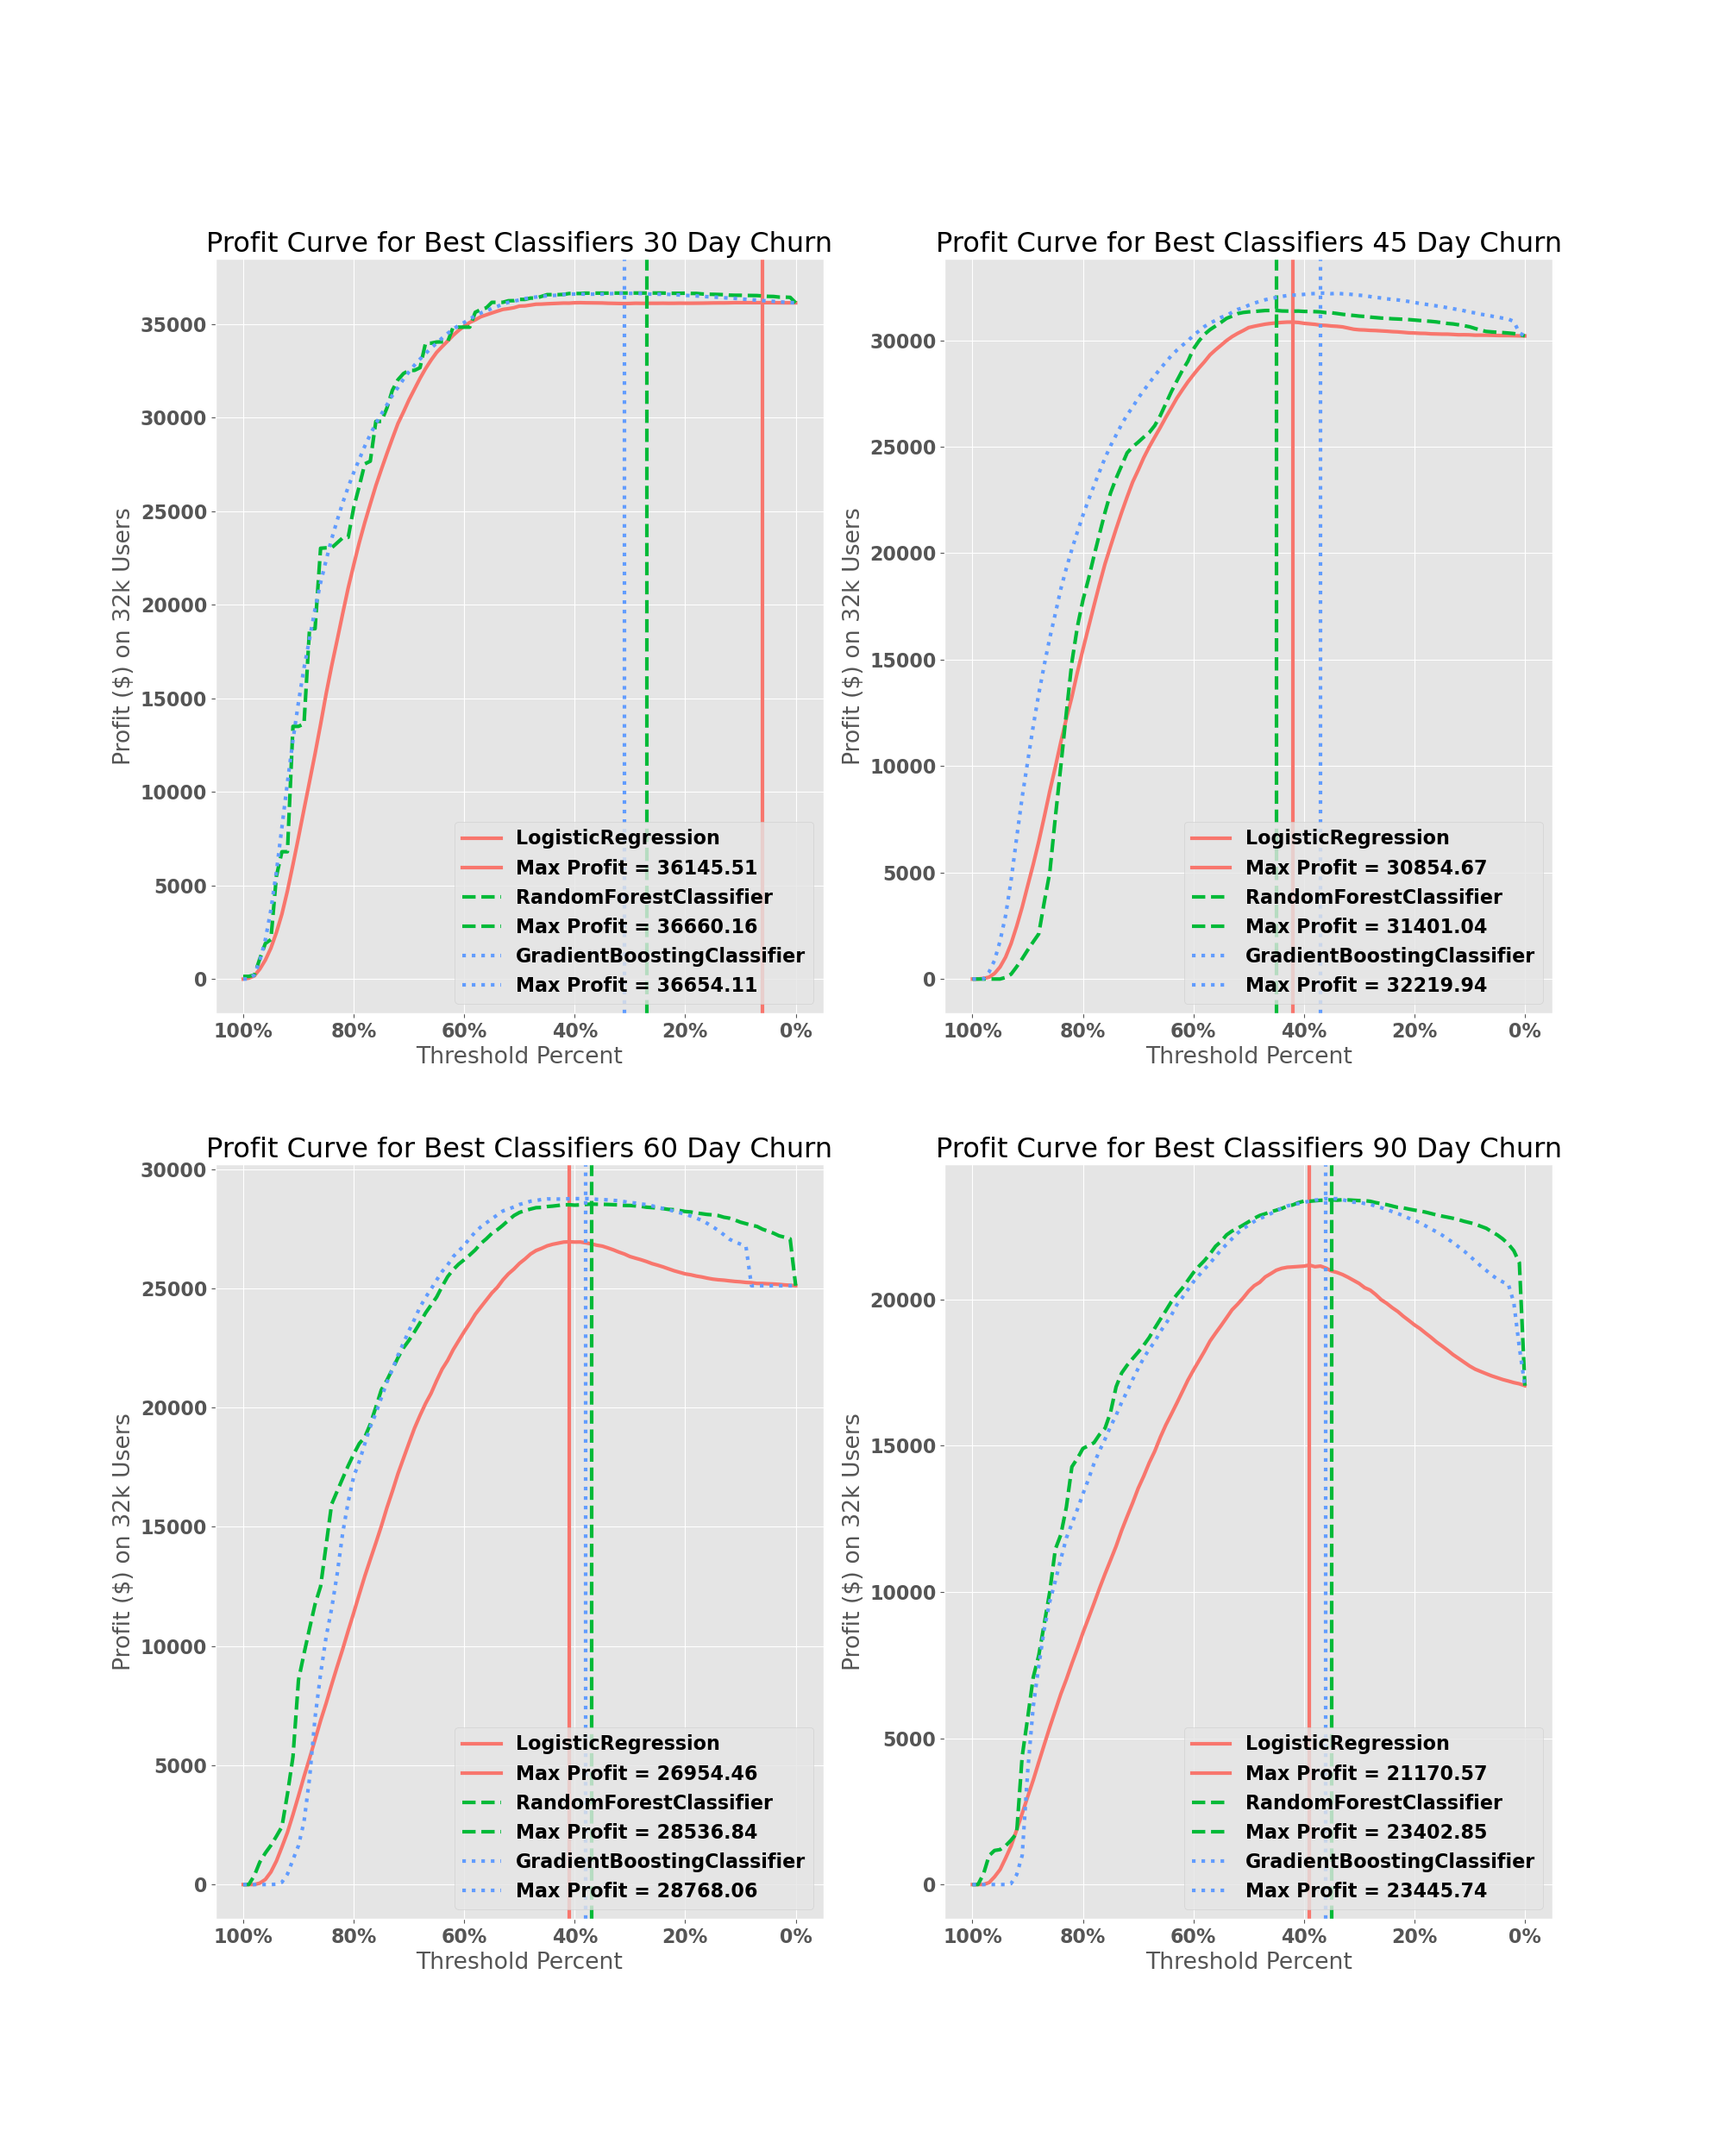 Profit Curve for Best Classifiers 30 Day Churn
Profit ($) on 32k Users
35000
30000
25000
20000
15000
10000
5000
0
LogisticRegression
Max Profit = 36145.51
RandomForestClassifier
Max Profit = 36660.16
GradientBoostingClassifier
Max Profit = 36654.11
100% 80% 60% 40% 20% 0%
Threshold Percent
Profit Curve for Best Classifiers 45 Day Churn
Profit ($) on 32k Users
30000
25000
20000
15000
10000
5000
0
LogisticRegression
Max Profit = 30854.67
RandomForestClassifier
Max Profit = 31401.04
GradientBoostingClassifier
Max Profit = 32219.94
100% 80% 60% 40% 20% 0%
Threshold Percent
Profit Curve for Best Classifiers 60 Day Churn
Profit ($) on 32k Users
30000
25000
20000
15000
10000
5000
0
LogisticRegression
Max Profit = 26954.46
RandomForestClassifier
Max Profit = 28536.84
GradientBoostingClassifier
Max Profit = 28768.06
100% 80% 60% 40% 20% 0%
Threshold Percent
Profit Curve for Best Classifiers 90 Day Churn
Profit ($) on 32k Users
20000
15000
10000
5000
0
LogisticRegression
Max Profit = 21170.57
RandomForestClassifier
Max Profit = 23402.85
GradientBoostingClassifier
Max Profit = 23445.74
100% 80% 60% 40% 20% 0%
Threshold Percent